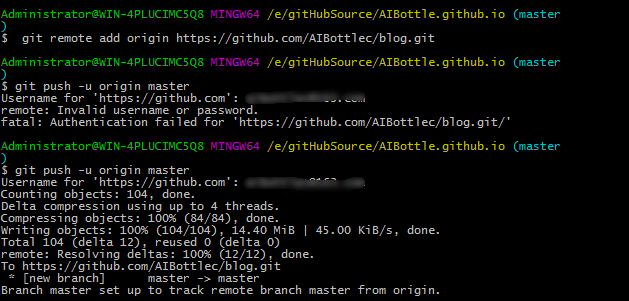 Administrator@WIN-4PLUCIMC5Q8 MINGW64 /e/gitHubSource/AIBottle.github.io (master
)
$  git remote add origin https://github.com/AIBottlec/blog.git
Administrator@WIN-4PLUCIMC5Q8 MINGW64 /e/gitHubSource/AIBottle.github.io (master
)
$ git push -u origin master
Username for 'https://github.com':
remote: Invalid username or password.
fatal: Authentication failed for 'https://github.com/AIBottlec/blog.git/'
Administrator@WIN-4PLUCIMC5Q8 MINGW64 /e/gitHubSource/AIBottle.github.io (master
)
$ git push -u origin master
Username for 'https://github.com':
Counting objects: 104, done.
Delta compression using up to 4 threads.
Compressing objects: 100% (84/84), done.
Writing objects: 100% (104/104), 14.40 MiB | 45.00 KiB/s, done.
Total 104 (delta 12), reused 0 (delta 0)
remote: Resolving deltas: 100% (12/12), done.
To https://github.com/AIBottlec/blog.git
 * [new branch]      master -> master
Branch master set up to track remote branch master from origin.